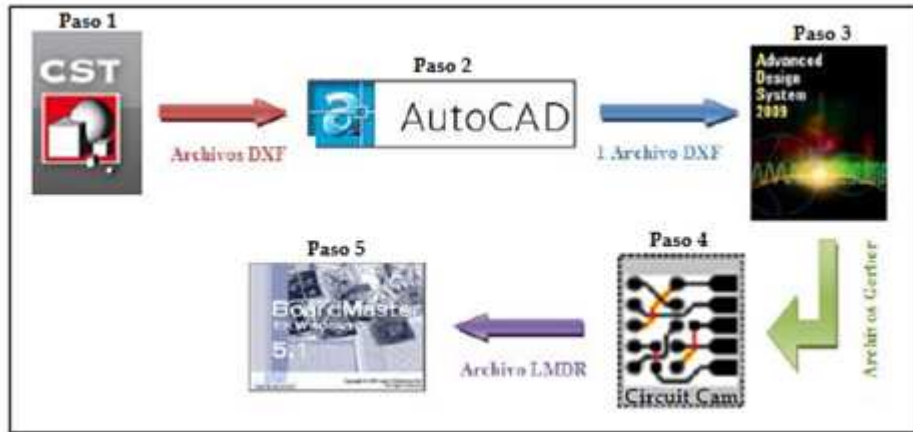 Paso 1
CST
Archivos DXF
Paso 2
a
AutoCAD
1 Archivo DXF
Paso 3
Advanced
Design
System
2009
Archivos Gerber
Paso 4
Circuit Cam
Archivo LMDR
Paso 5
BoardMaster
5.1